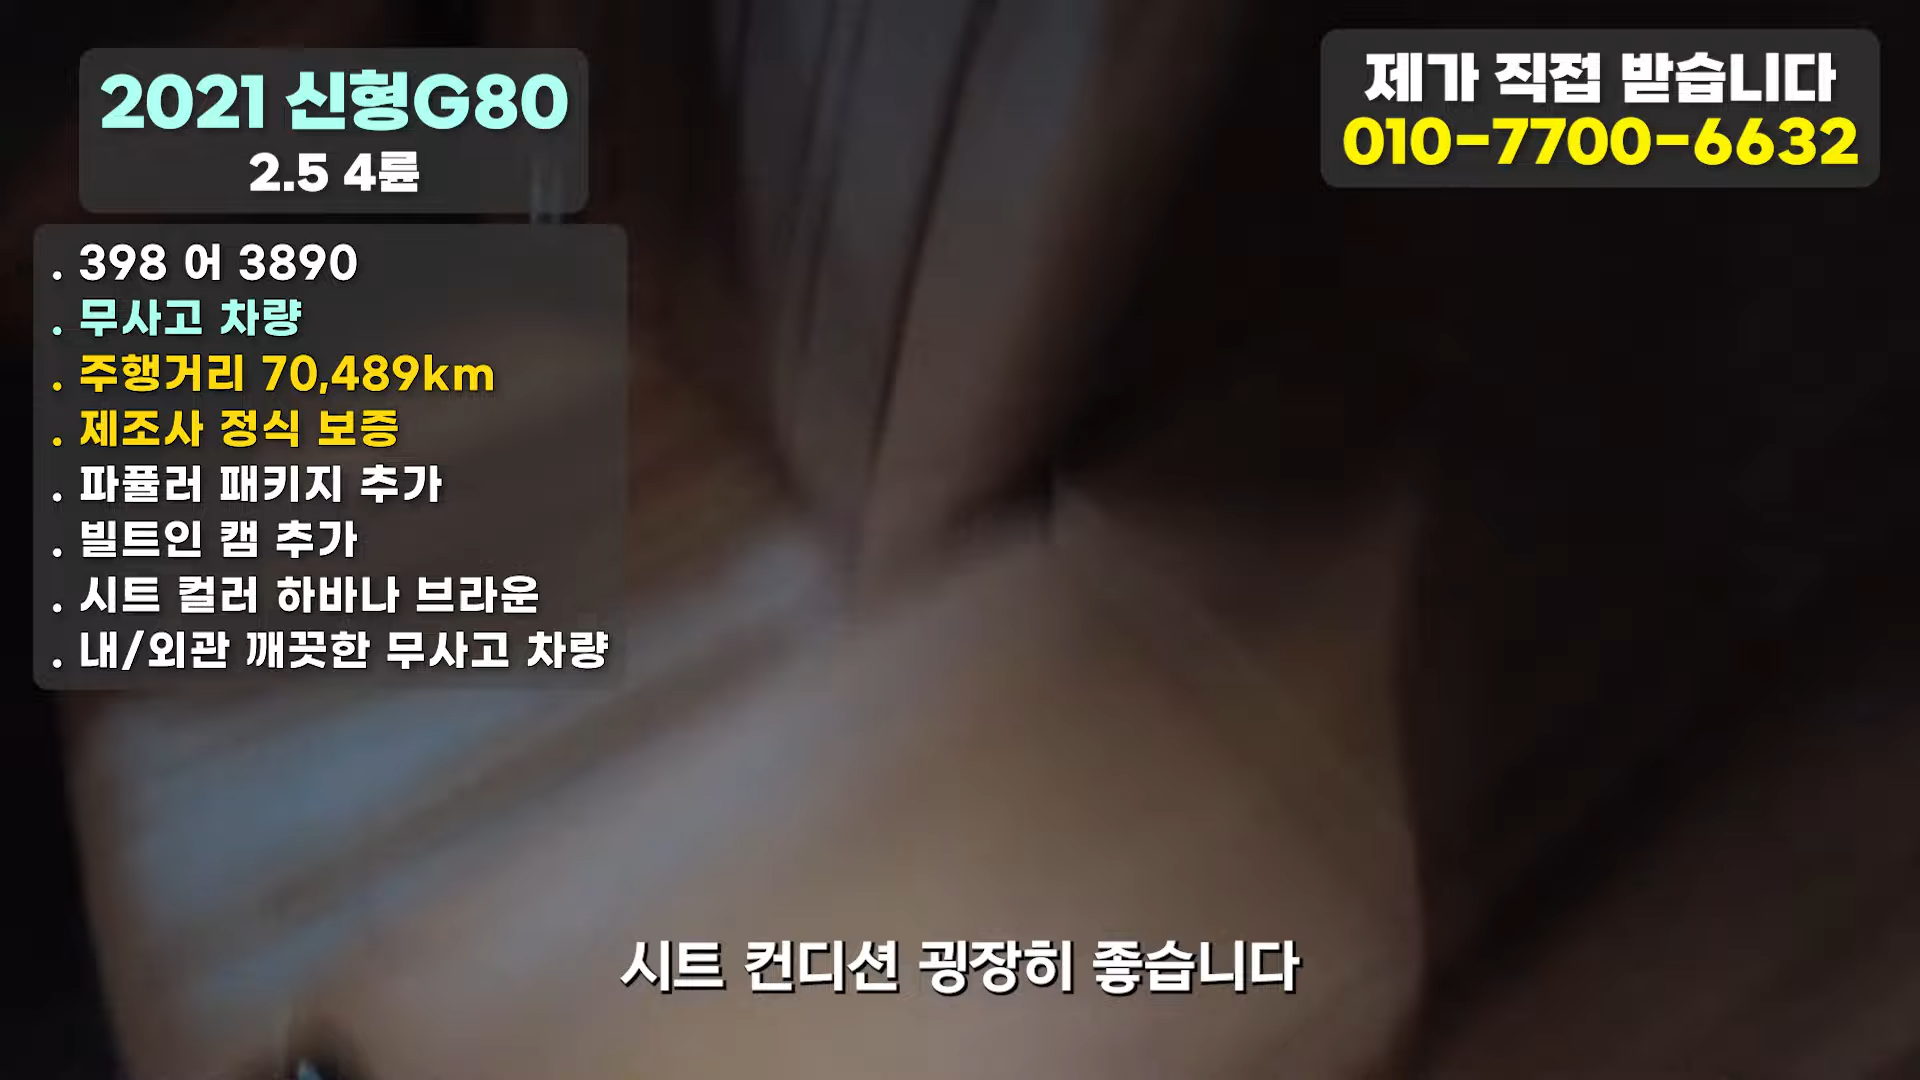 2021 신형G80
2.5 4륜
. 398 어 3890
. 무사고 차량
. 주행거리 70,489km
. 제조사 정식 보증
. 파퓰러 패키지 추가
. 빌트인 캠 추가
. 시트 컬러 하바나 브라운
. 내/외관 깨끗한 무사고 차량
제가 직접 받습니다
010-7700-6632
시트 컨디션 굉장히 좋습니다